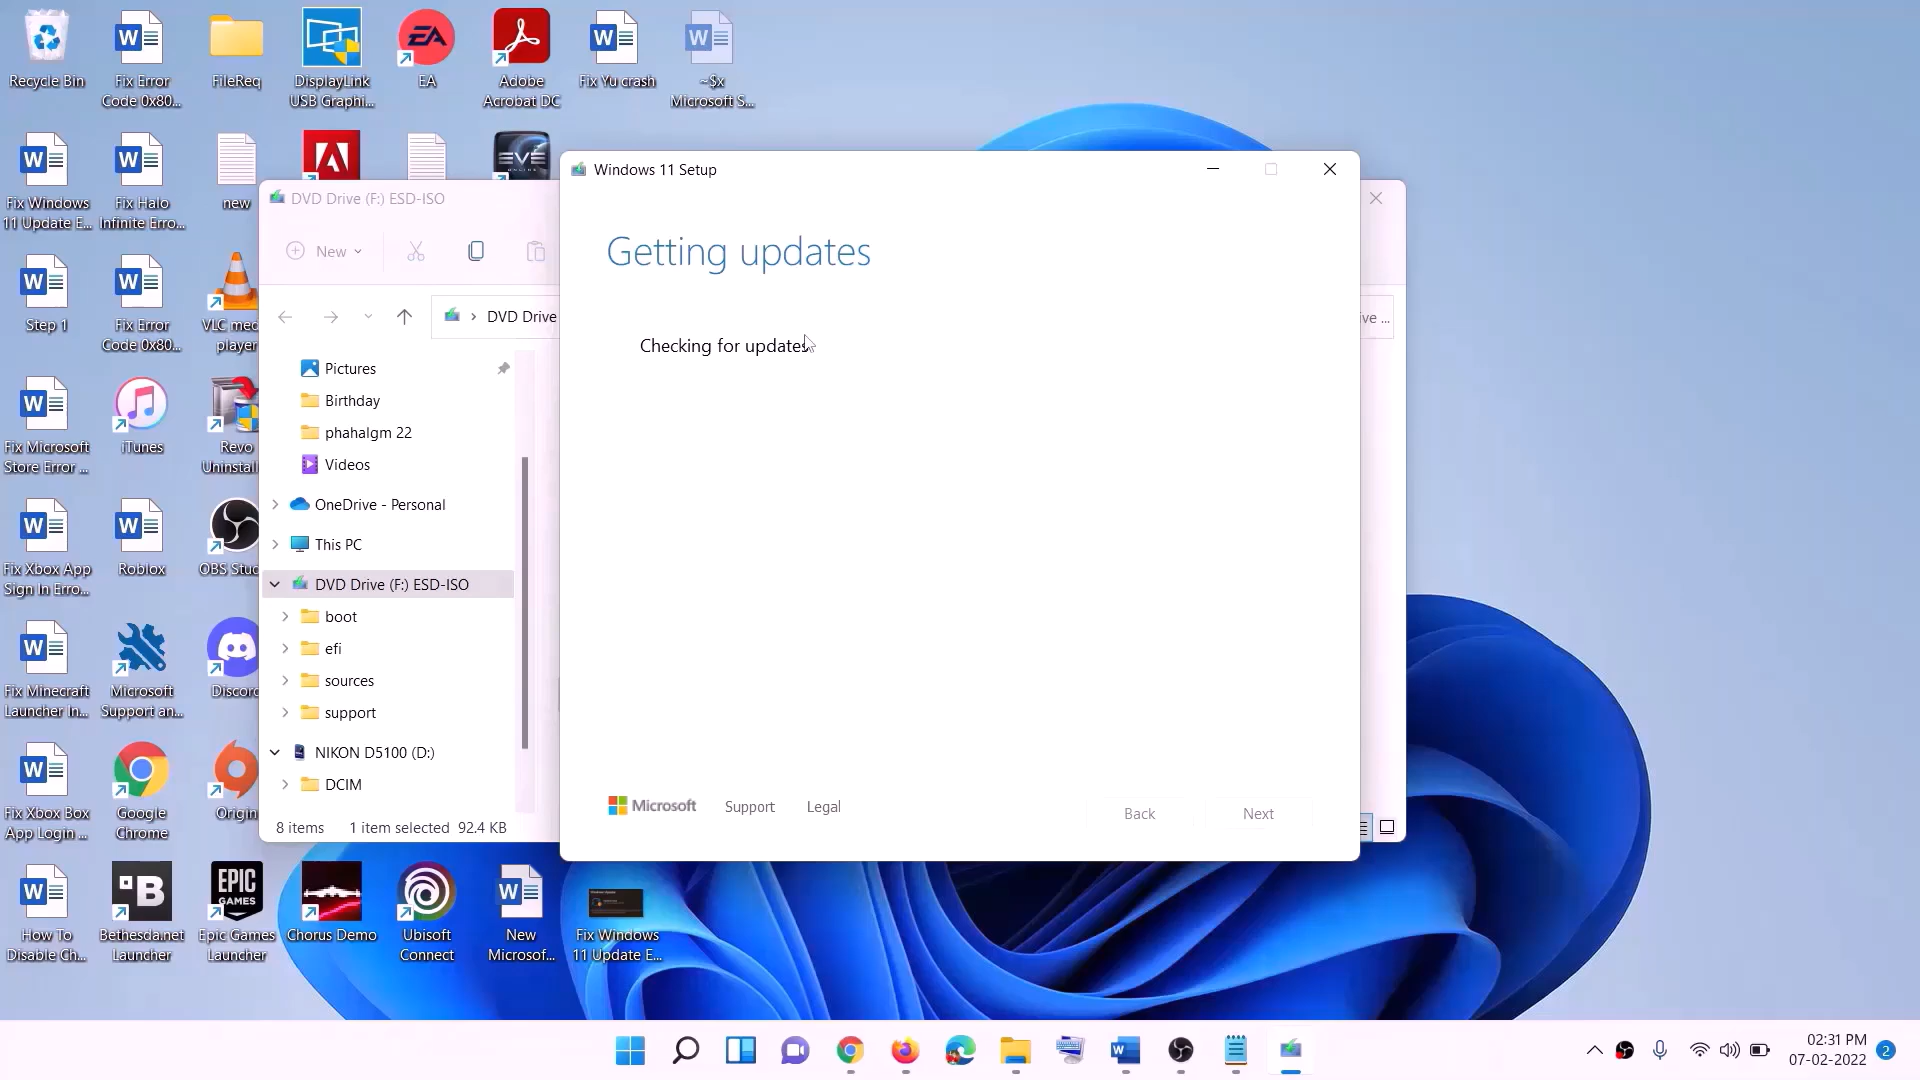 Recycle Bin
Fix Error
Code 0x80...
FileReq
DisplayLink
USB Graphi...
EA
Adobe
Acrobat DC
Fix Yu crash
~$x
Microsoft S...
Fix Windows
11 Update E...
Fix Halo
Infinite Erro...
new
EVE
ONLINE
Step 1
Fix Error
Code 0x80...
VLC med
player
Fix Microsoft
Store Error ...
iTunes
Revo
Uninstall
Fix Xbox App
Sign In Erro...
Roblox
OBS Stud
Fix Minecraft
Launcher In...
Microsoft
Support an...
Discord
Fix Xbox Box
App Login ...
Google
Chrome
Origin
How To
Disable Ch...
Bethesda.net
Launcher
EPIC
GAMES
Epic Games
Launcher
Chorus Demo
Ubisoft
Connect
New
Microsof...
Fix Windows
11 Update E...
DVD Drive (F:) ESD-ISO
New
DVD Drive
ive ...
Pictures
Birthday
phahalgm 22
Videos
OneDrive - Personal
This PC
DVD Drive (F:) ESD-ISO
boot
efi
sources
support
NIKON D5100 (D:)
DCIM
8 items 1 item selected 92.4 KB
Windows 11 Setup
Getting updates
Checking for updates
Microsoft Support Legal
Back Next
02:31 PM
07-02-2022
2